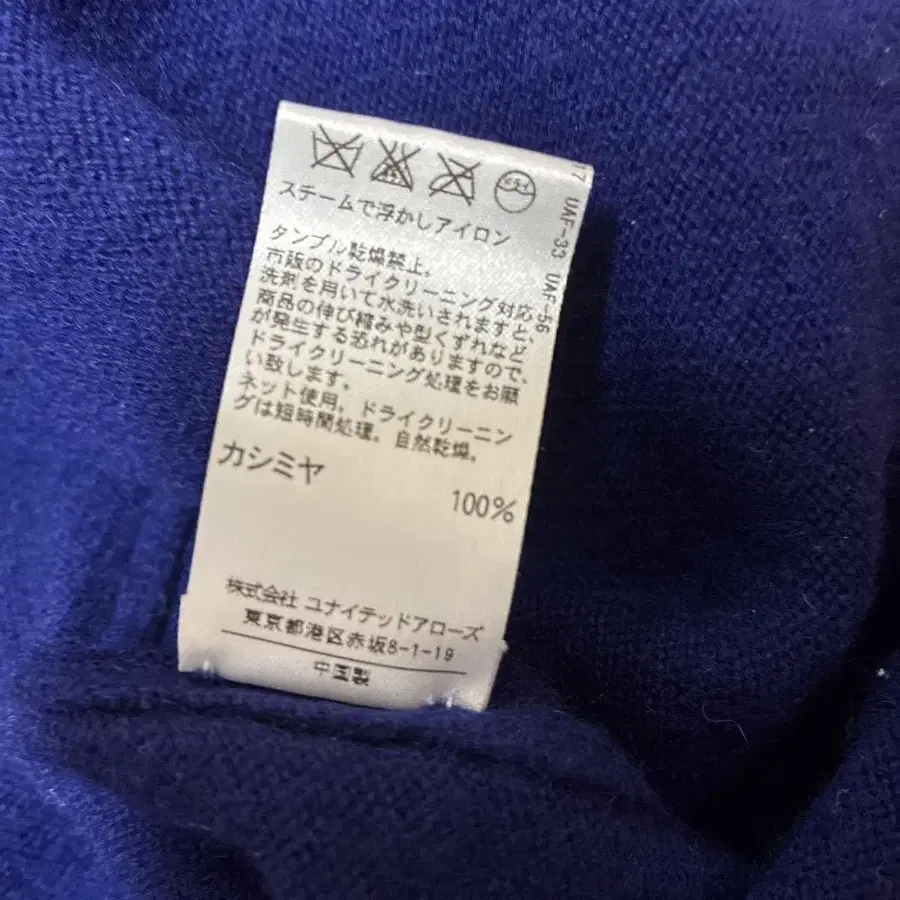 ドライ
スチームで浮かしアイロン
タンブル乾燥禁止.
市販のドライクリーニング対応
洗剤を用いて水洗いされますと,
商品の伸び縮みや型くずれなど
が発生する恐れがありますので,
ドライクリーニング処理をお願
い致します。
ネット使用, ドライクリーニン
グは短時間処理。自然乾燥。
カシミヤ
100%
株式会社 ユナイテッドアローズ
東京都港区赤坂8-1-19
中国製
17 UAF-33 UAF-56